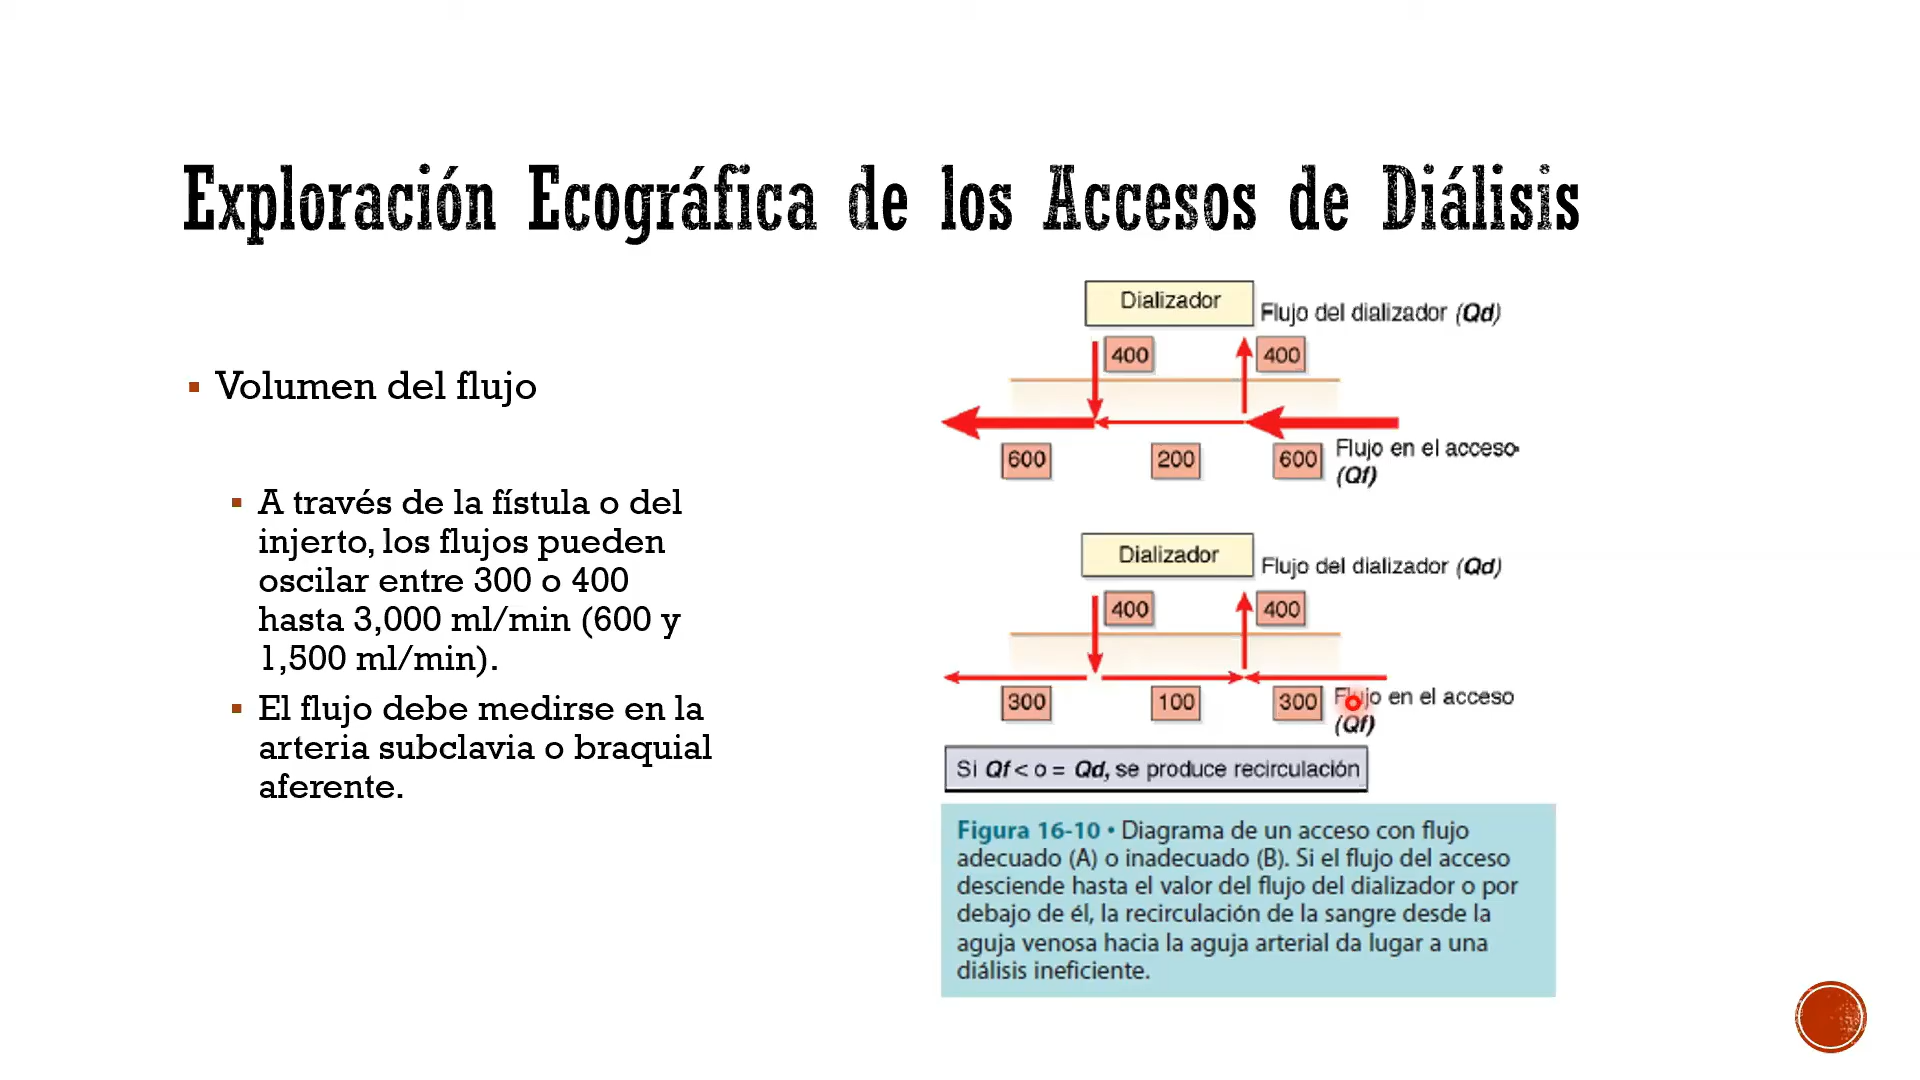 Exploración Ecográfica de los Accesos de Diálisis
▪ Volumen del flujo
▪ A través de la fístula o del
injerto, los flujos pueden
oscilar entre 300 o 400
hasta 3,000 ml/min (600 y
1,500 ml/min).
▪ El flujo debe medirse en la
arteria subclavia o braquial
aferente.
Dializador
Flujo del dializador (Qd)
400 400
600 200 600
Flujo en el acceso
(Qf)
Dializador
Flujo del dializador (Qd)
400 400
300 100 300
Flujo en el acceso
(Qf)
Si Qf < o = Qd, se produce recirculación
Figura 16-10 • Diagrama de un acceso con flujo
adecuado (A) o inadecuado (B). Si el flujo del acceso
desciende hasta el valor del flujo del dializador o por
debajo de él, la recirculación de la sangre desde la
aguja venosa hacia la aguja arterial da lugar a una
diálisis ineficiente.